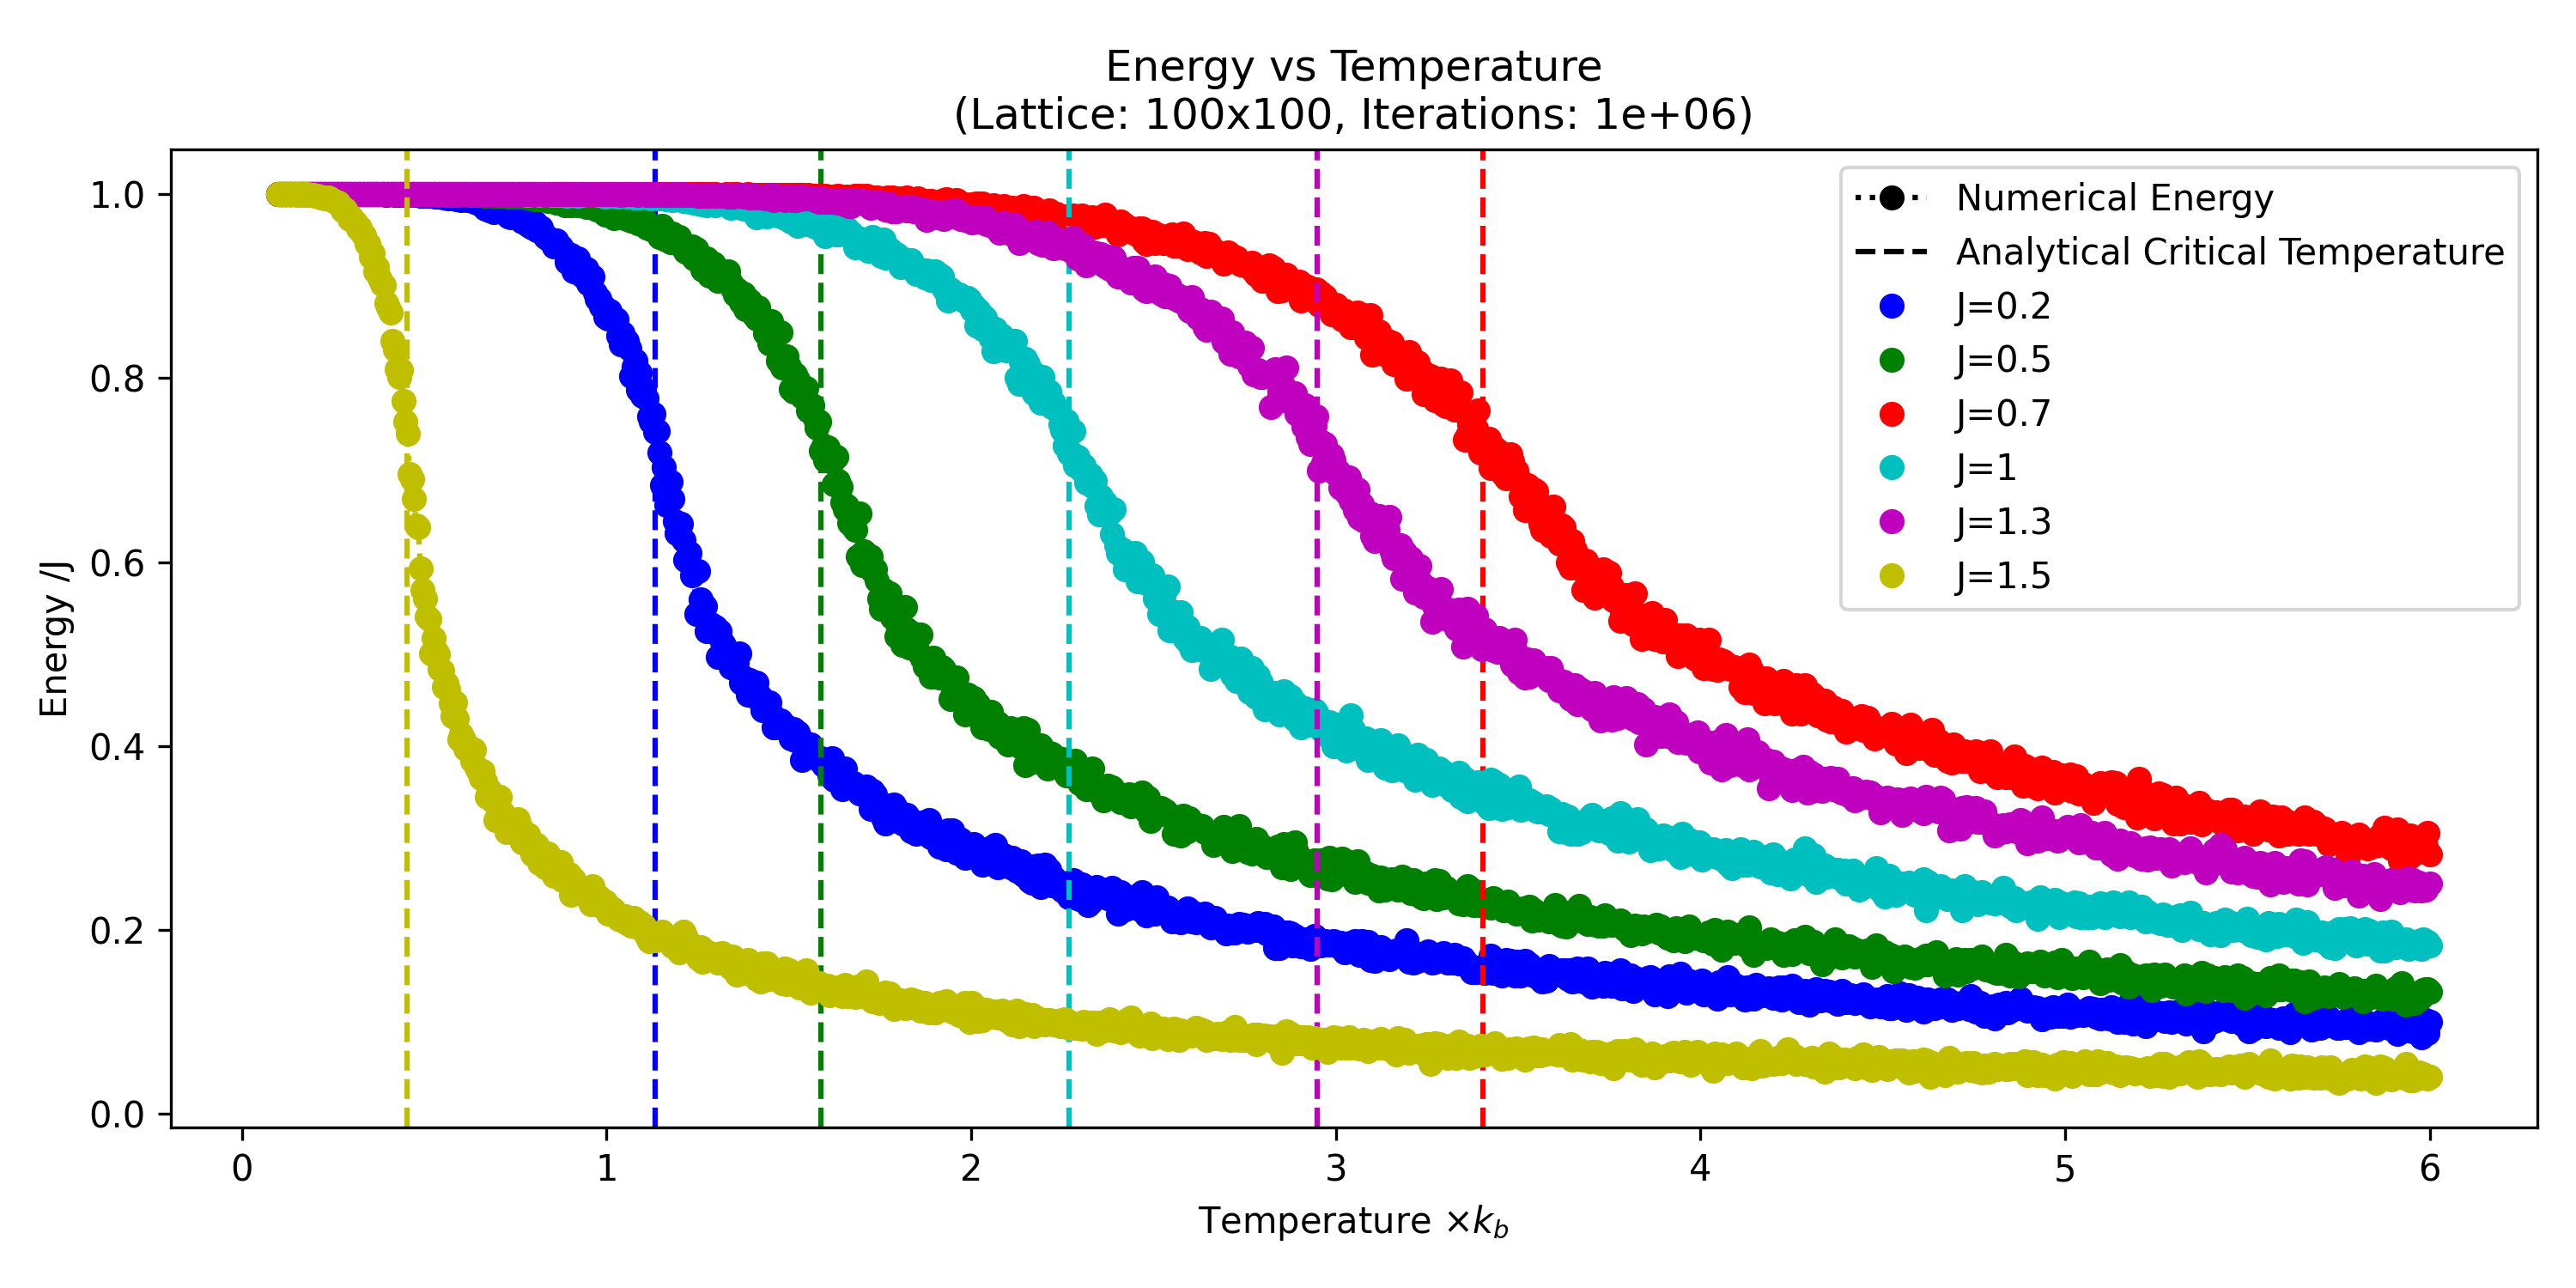 Energy vs Temperature
(Lattice: 100x100, Iterations: 1e+06)
Numerical Energy
Analytical Critical Temperature
J=0.2
J=0.5
J=0.7
J=1
J=1.3
J=1.5
Energy /J
1.0
0.8
0.6
0.4
0.2
0.0
0 1 2 3 4 5 6
Temperature ×k_b